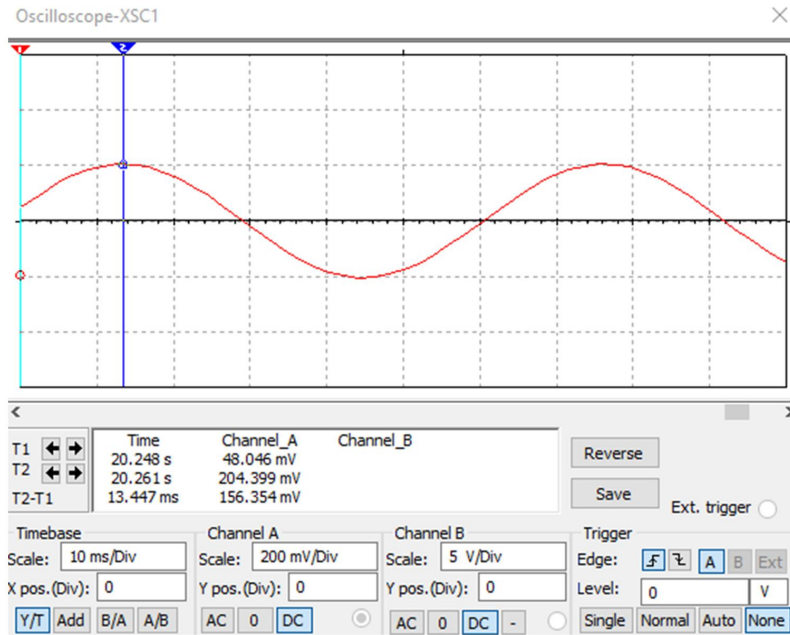 Oscilloscope-XSC1
1
2
T1
T2
T2-T1
Time Channel_A Channel_B
20.248 s 48.046 mV
20.261 s 204.399 mV
13.447 ms 156.354 mV
Reverse
Save
Ext. trigger
Timebase
Scale: 10 ms/Div
X pos.(Div): 0
Y/T Add B/A A/B
Channel A
Scale: 200 mV/Div
Y pos.(Div): 0
AC 0 DC
Channel B
Scale: 5 V/Div
Y pos.(Div): 0
AC 0 DC -
Trigger
Edge: A B Ext
Level: 0 V
Single Normal Auto None